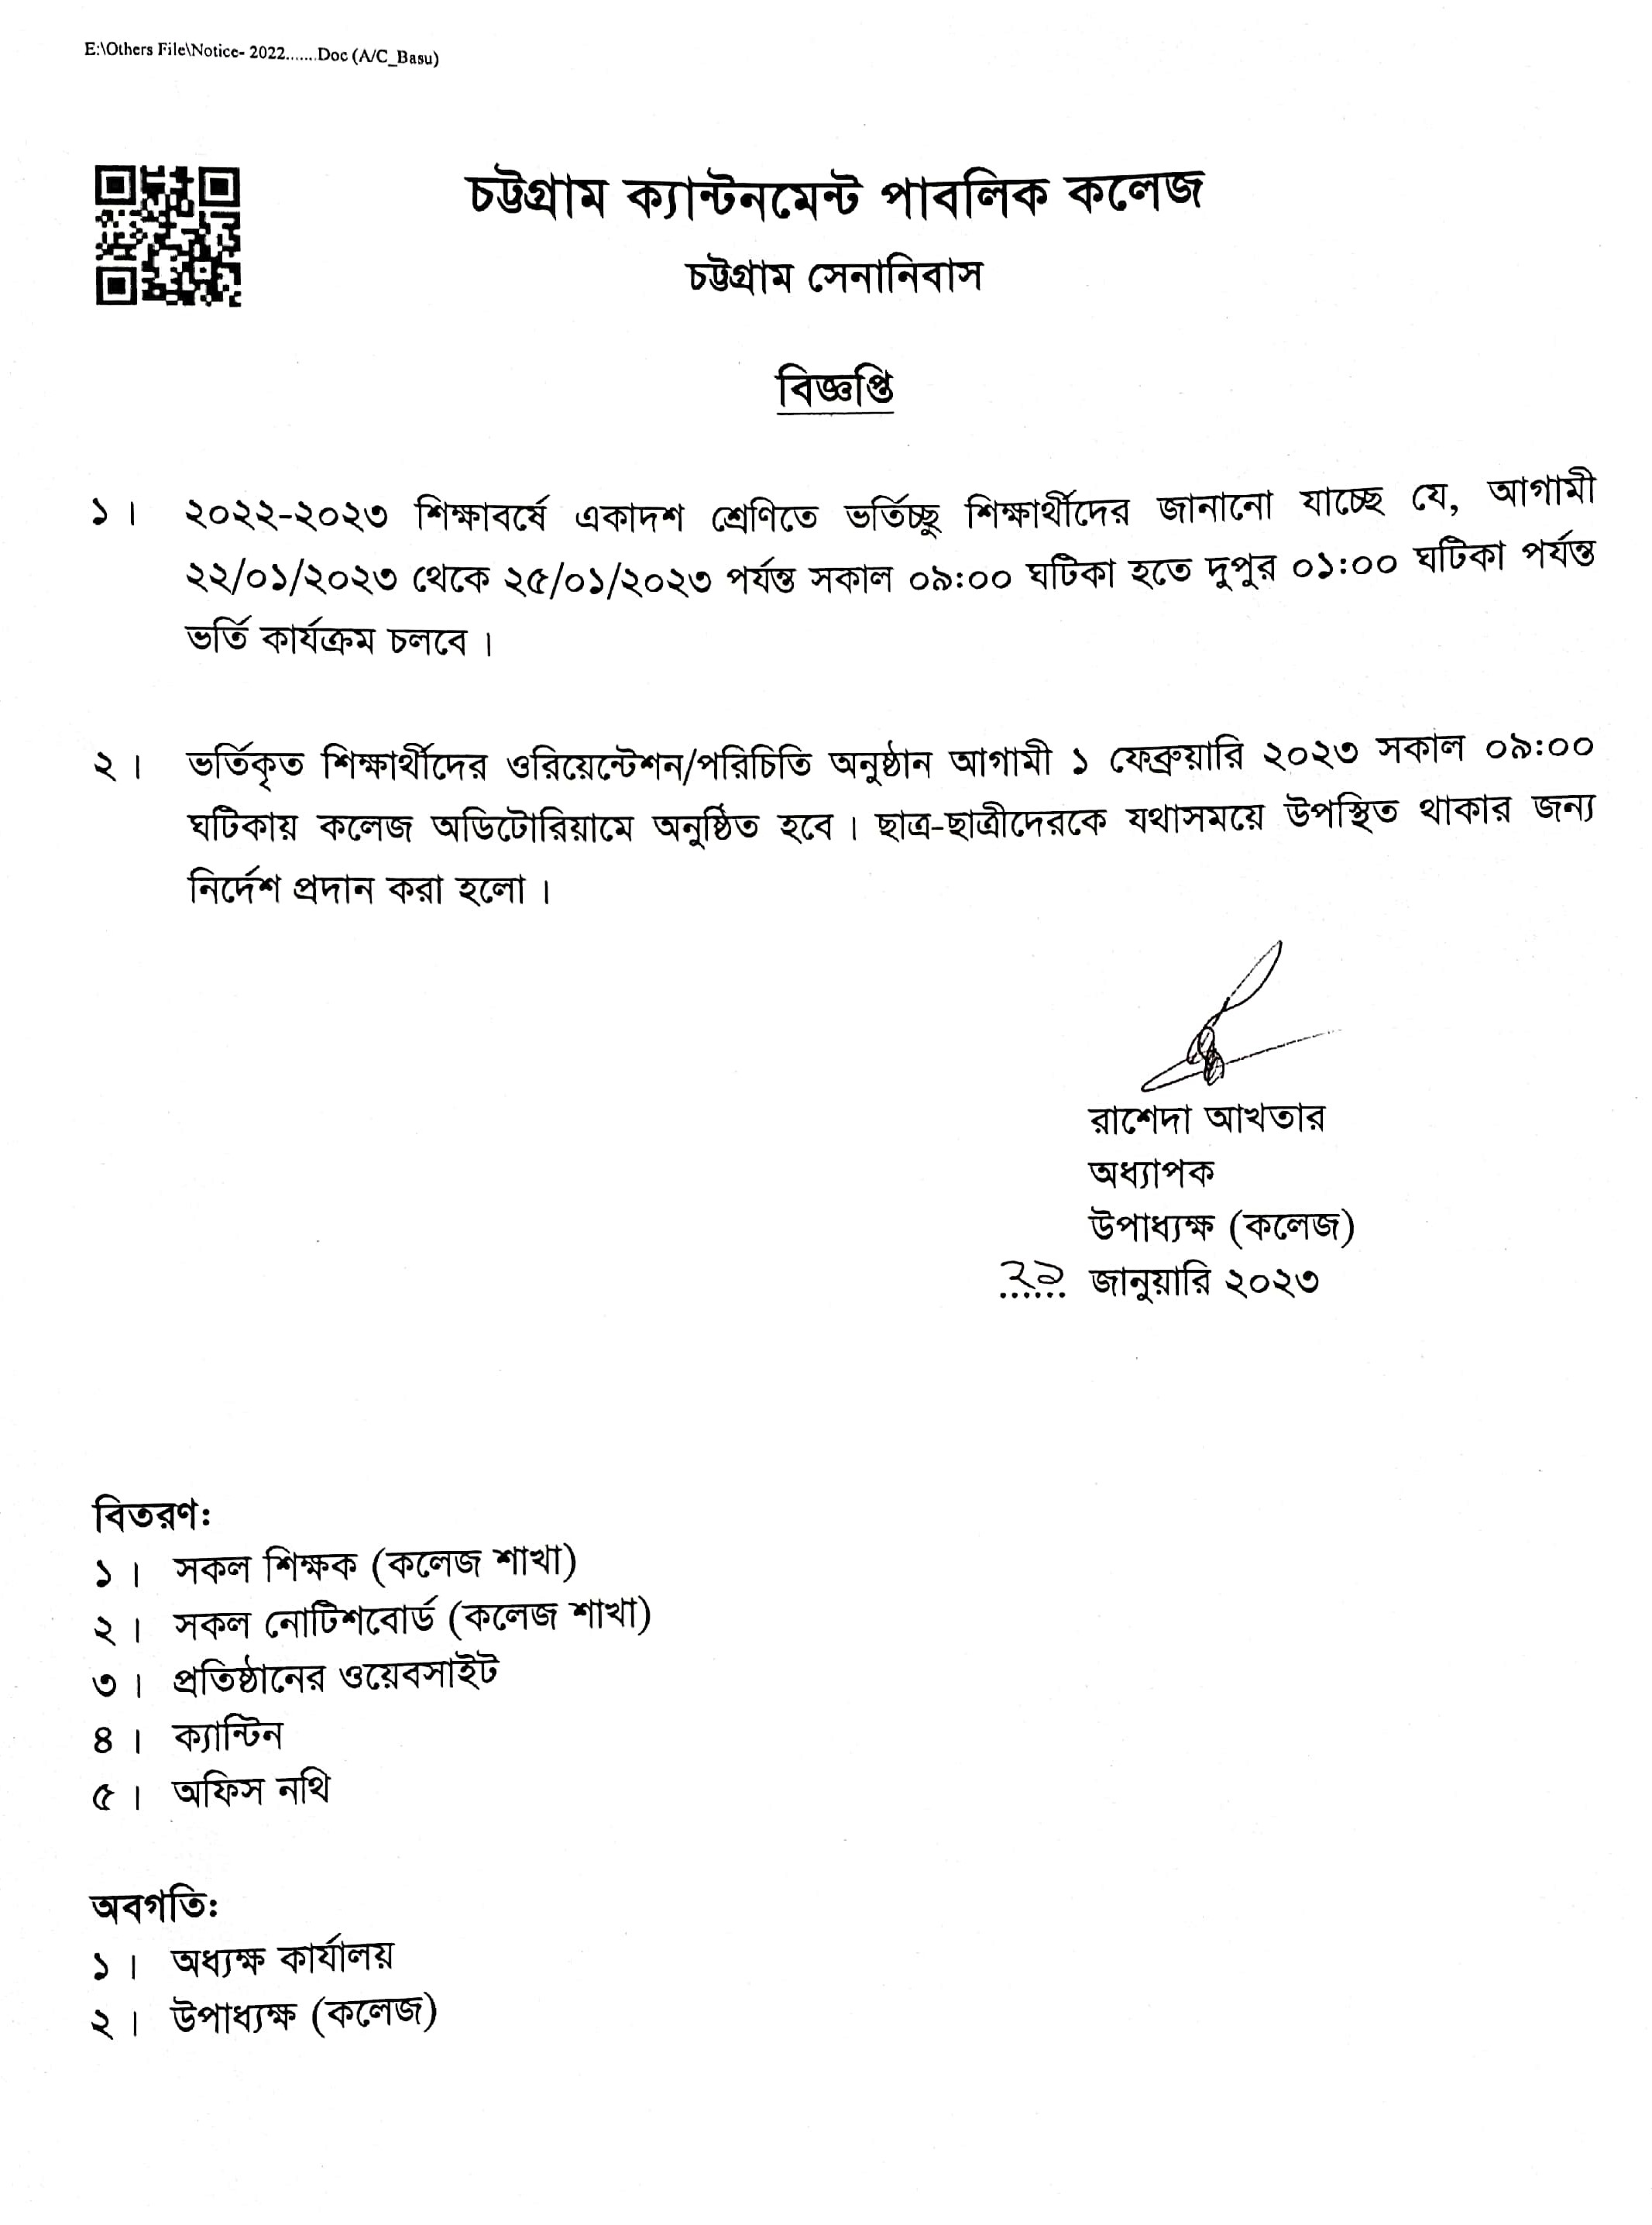 E:\Others File\Notice- 2022.......Doc (A/C_Basu)
চট্টগ্রাম ক্যান্টনমেন্ট পাবলিক কলেজ
চট্টগ্রাম সেনানিবাস
বিজ্ঞপ্তি
১। ২০২২-২০২৩ শিক্ষাবর্ষে একাদশ শ্রেণিতে ভর্তিচ্ছু শিক্ষার্থীদের জানানো যাচ্ছে যে, আগামী
২২/০১/২০২৩ থেকে ২৫/০১/২০২৩ পর্যন্ত সকাল ০৯:০০ ঘটিকা হতে দুপুর ০১:০০ ঘটিকা পর্যন্ত
ভর্তি কার্যক্রম চলবে।
২। ভর্তিকৃত শিক্ষার্থীদের ওরিয়েন্টেশন/পরিচিতি অনুষ্ঠান আগামী ১ ফেব্রুয়ারি ২০২৩ সকাল ০৯:০০
ঘটিকায় কলেজ অডিটোরিয়ামে অনুষ্ঠিত হবে। ছাত্র-ছাত্রীদেরকে যথাসময়ে উপস্থিত থাকার জন্য
নির্দেশ প্রদান করা হলো।
রাশেদা আখতার
অধ্যাপক
উপাধ্যক্ষ (কলেজ)
জানুয়ারি ২০২৩
বিতরণঃ
১। সকল শিক্ষক (কলেজ শাখা)
২। সকল নোটিশবোর্ড (কলেজ শাখা)
৩। প্রতিষ্ঠানের ওয়েবসাইট
৪। ক্যান্টিন
৫। অফিস নথি
অবগতিঃ
১। অধ্যক্ষ কার্যালয়
২। উপাধ্যক্ষ (কলেজ)